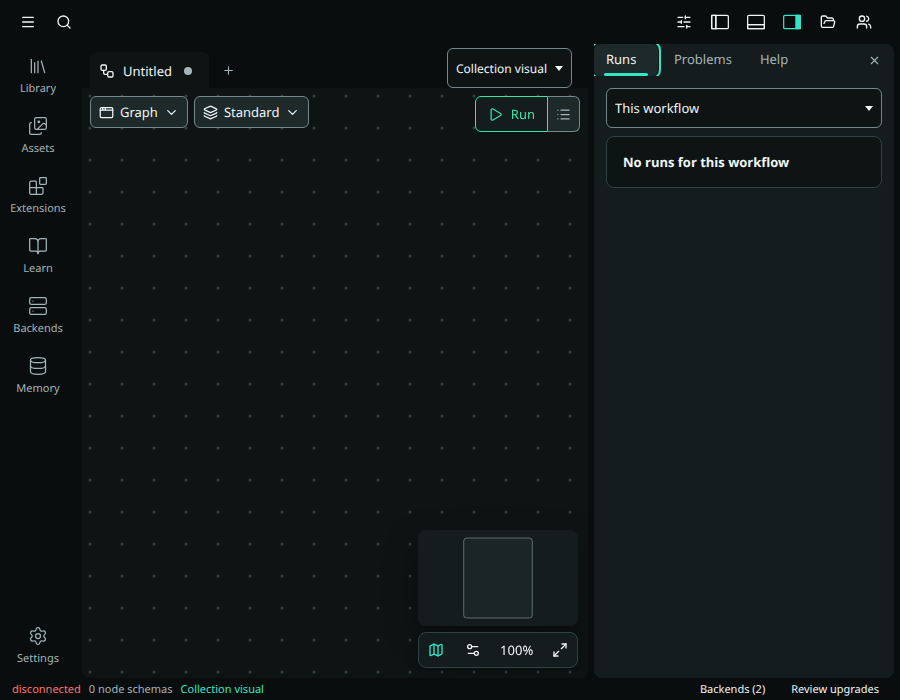 Untitled
Collection visual
Runs
Problems
Help
Library
Assets
Extensions
Learn
Backends
Memory
Settings
Graph
Standard
Run
This workflow
No runs for this workflow
100%
disconnected
0 node schemas
Collection visual
Backends (2)
Review upgrades